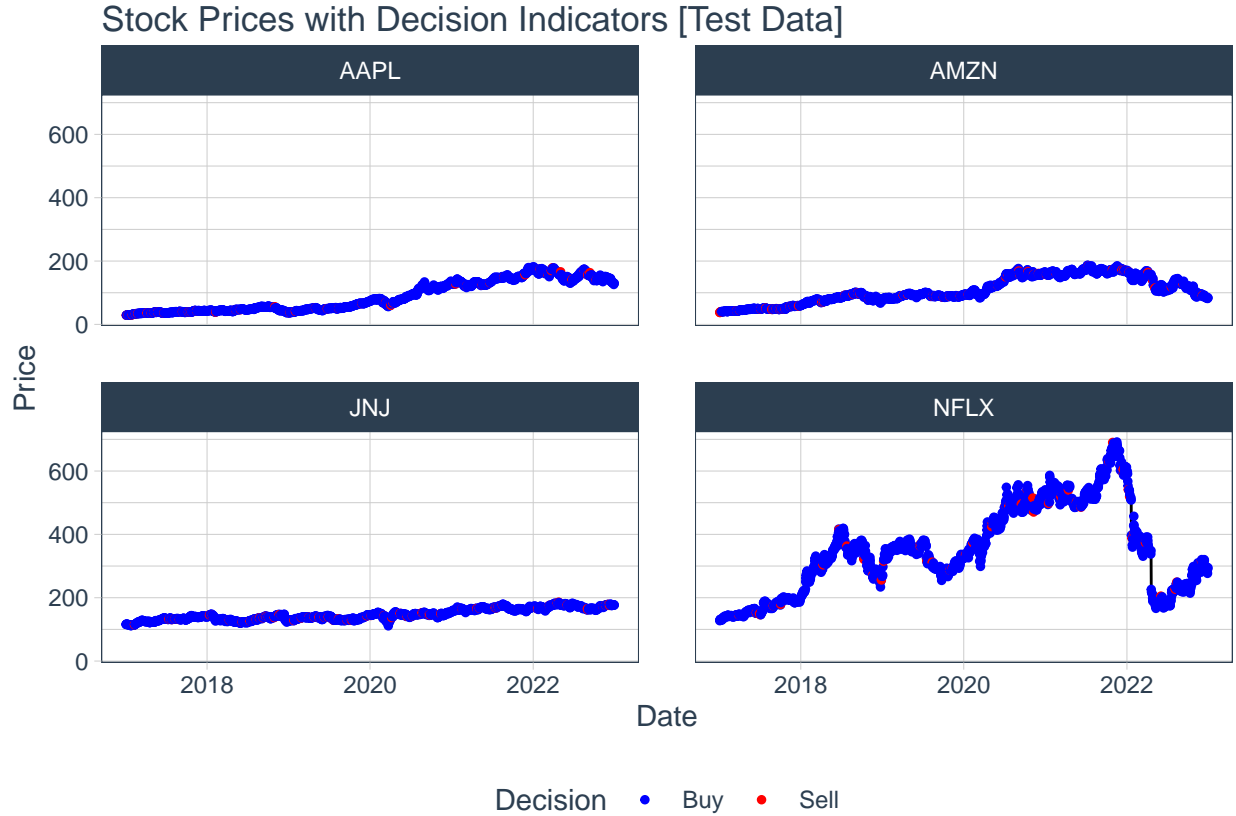 Stock Prices with Decision Indicators [Test Data]
AAPL
AMZN
600
400
200
0
JNJ
NFLX
600
400
200
0
Price
2018
2020
2022
2018
2020
2022
Date
Decision Buy Sell